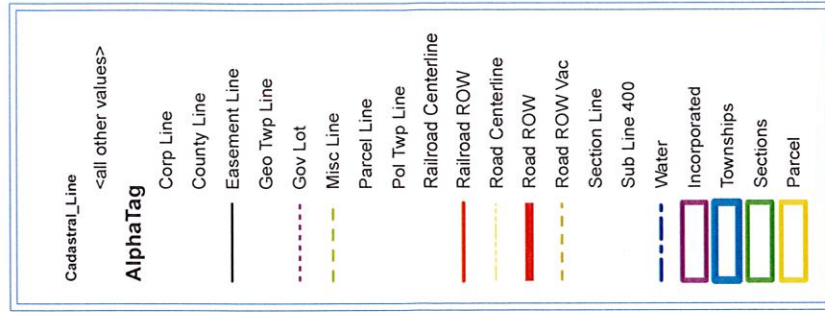 Cadastral_Line
<all other values>
AlphaTag
Corp Line
County Line
Easement Line
Geo Twp Line
Gov Lot
Misc Line
Parcel Line
Pol Twp Line
Railroad Centerline
Railroad ROW
Road Centerline
Road ROW
Road ROW Vac
Section Line
Sub Line 400
Water
Incorporated
Townships
Sections
Parcel